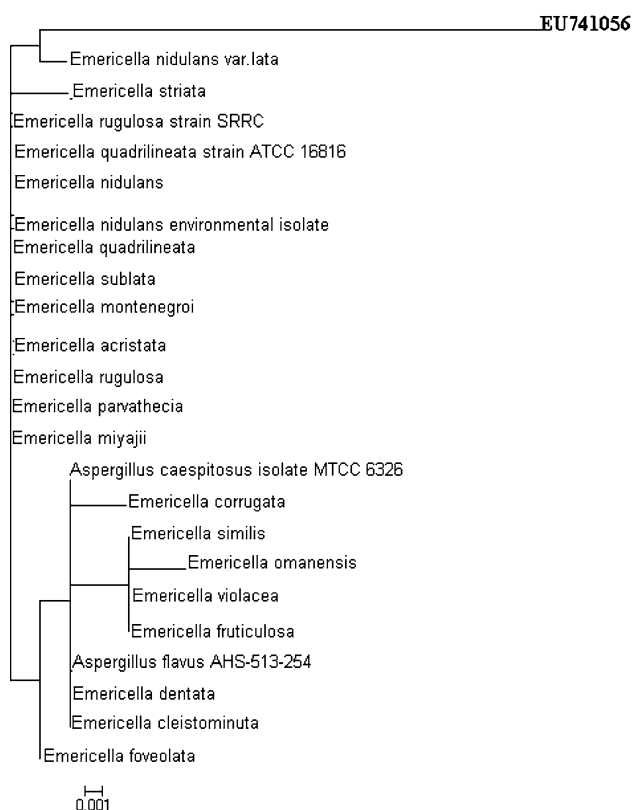 EU741056
Emericella nidulans var.lata
Emericella striata
Emericella rugulosa strain SRRC
Emericella quadrilineata strain ATCC 16816
Emericella nidulans
Emericella nidulans environmental isolate
Emericella quadrilineata
Emericella sublata
Emericella montenegroi
Emericella acristata
Emericella rugulosa
Emericella parvathecia
Emericella miyajii
Aspergillus caespitosus isolate MTCC 6326
Emericella corrugata
Emericella similis
Emericella omanensis
Emericella violacea
Emericella fruticulosa
Aspergillus flavus AHS-513-254
Emericella dentata
Emericella cleistominuta
Emericella foveolata
0.001